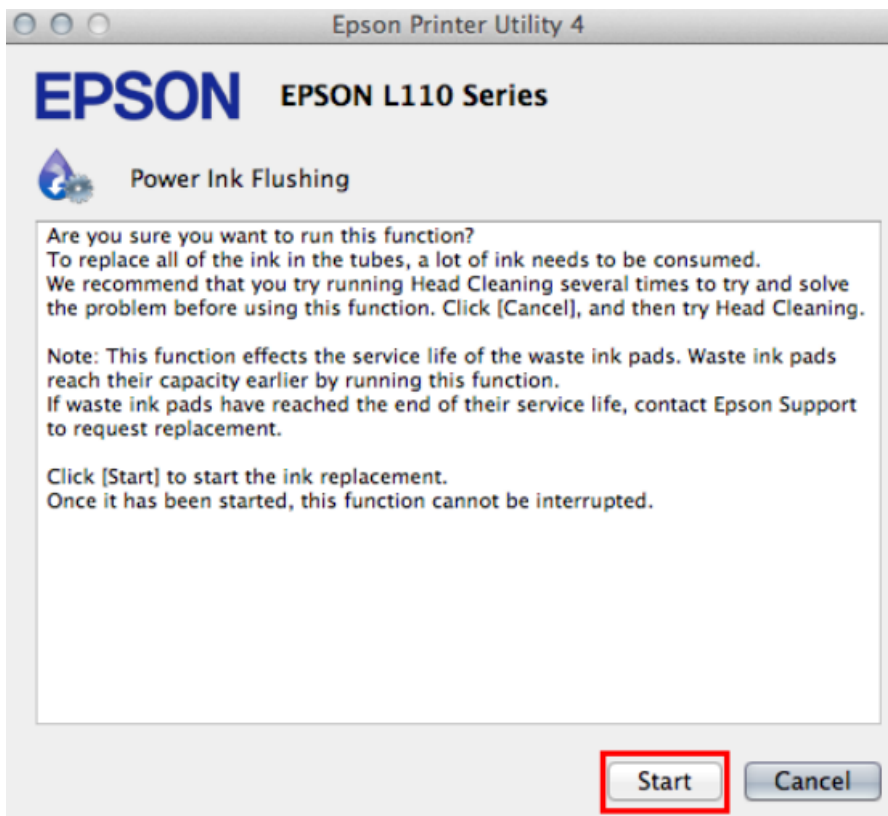 Epson Printer Utility 4
EPSON EPSON L110 Series
Power Ink Flushing
Are you sure you want to run this function?
To replace all of the ink in the tubes, a lot of ink needs to be consumed.
We recommend that you try running Head Cleaning several times to try and solve
the problem before using this function. Click [Cancel], and then try Head Cleaning.
Note: This function effects the service life of the waste ink pads. Waste ink pads
reach their capacity earlier by running this function.
If waste ink pads have reached the end of their service life, contact Epson Support
to request replacement.
Click [Start] to start the ink replacement.
Once it has been started, this function cannot be interrupted.
Start Cancel